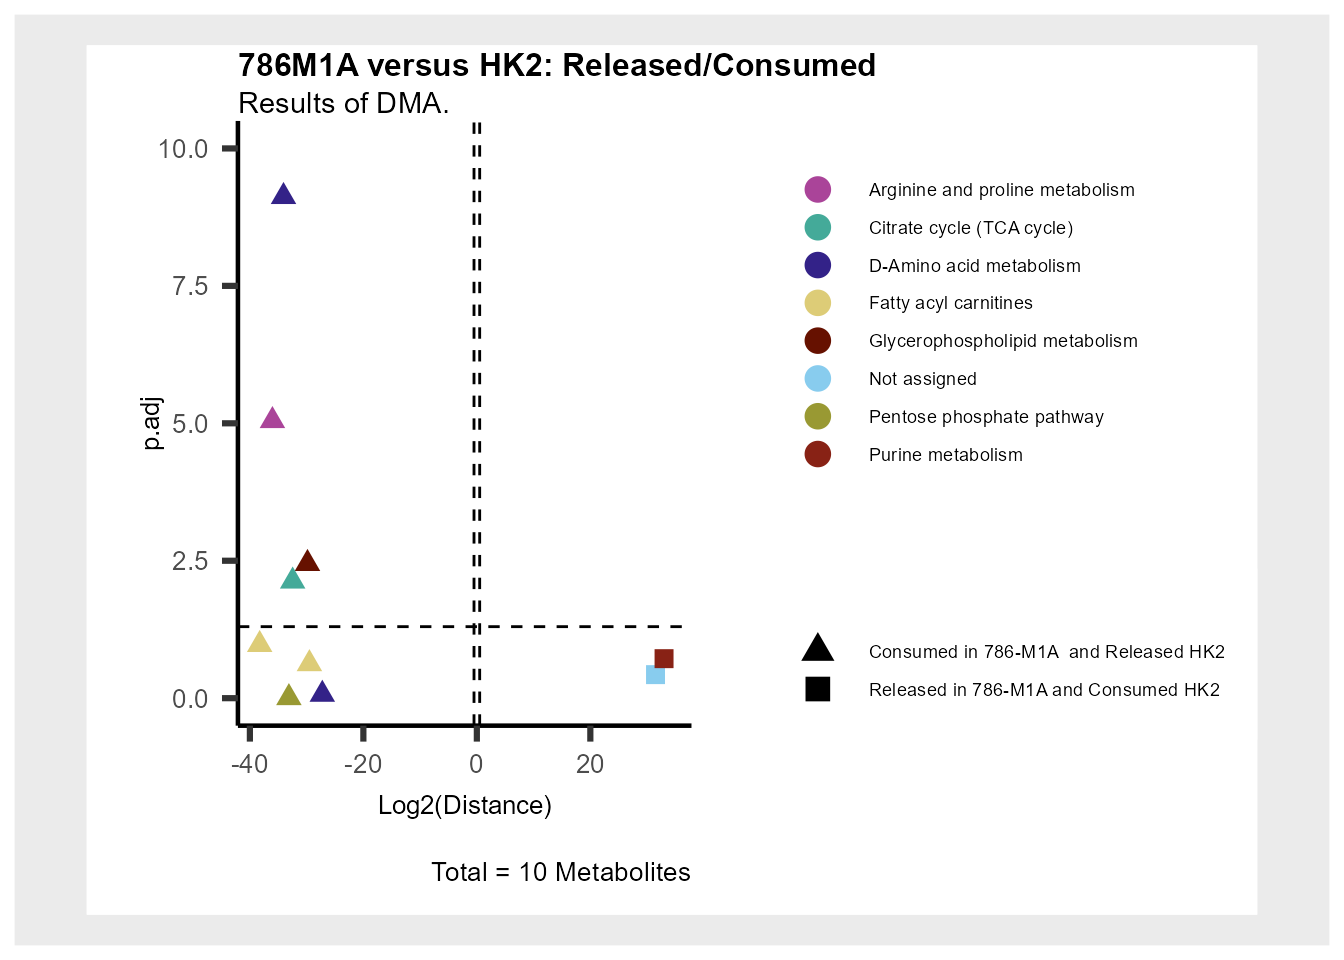 786M1A versus HK2: Released/Consumed
Results of DMA.
10.0
7.5
5.0
2.5
0.0
p.adj
-40
-20
0
20
Log2(Distance)
Total = 10 Metabolites
Arginine and proline metabolism
Citrate cycle (TCA cycle)
D-Amino acid metabolism
Fatty acyl carnitines
Glycerophospholipid metabolism
Not assigned
Pentose phosphate pathway
Purine metabolism
Consumed in 786-M1A  and Released HK2
Released in 786-M1A and Consumed HK2